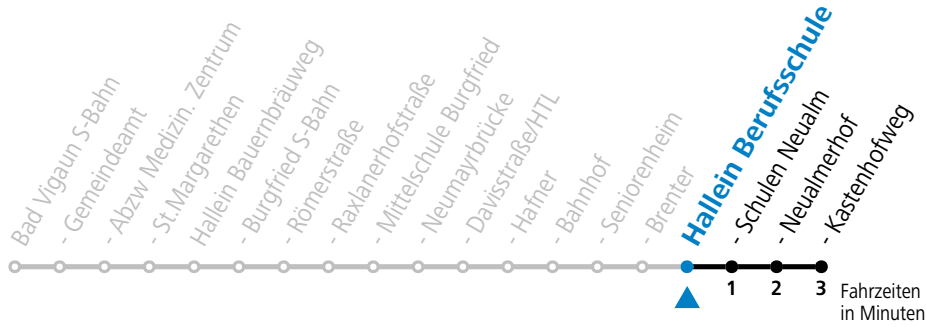 Bad Vigaun S-Bahn
- Gemeindeamt
- Abzw Medizin. Zentrum
- St.Margarethen
Hallein Bauernbräuweg
- Burgfried S-Bahn
- Römerstraße
- Raxlanerhofstraße
- Mittelschule Burgfried
- Neumayrbrücke
- Davisstraße/HTL
- Hafner
- Bahnhof
- Seniorenheim
- Brenter
Hallein Berufsschule
- Schulen Neualm
- Neualmerhof
- Kastenhofweg
1 2 3 Fahrzeiten
in Minuten